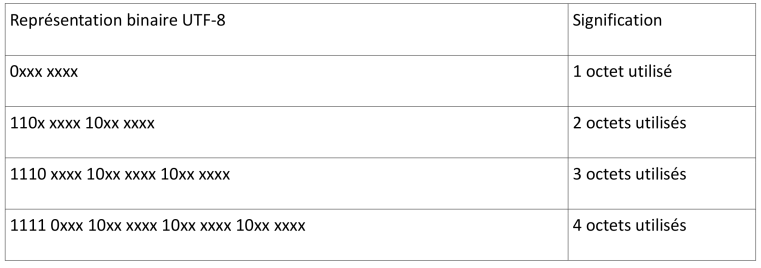 Représentation binaire UTF-8 Signification
0xxx xxxx 1 octet utilisé
110x xxxx 10xx xxxx 2 octets utilisés
1110 xxxx 10xx xxxx 10xx xxxx 3 octets utilisés
1111 0xxx 10xx xxxx 10xx xxxx 10xx xxxx 4 octets utilisés